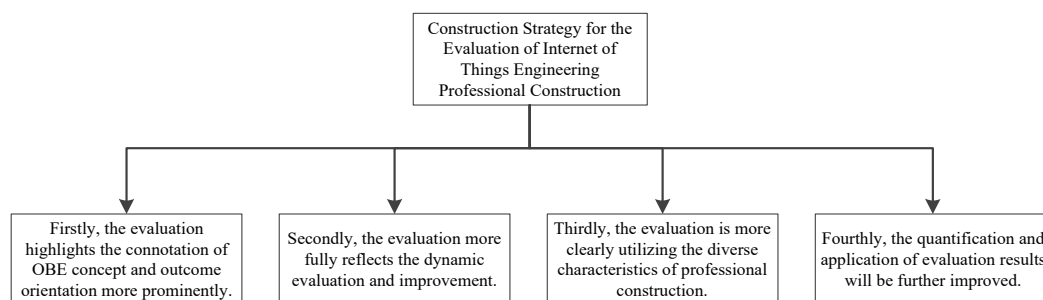 Construction Strategy for the
Evaluation of Internet of
Things Engineering
Professional Construction
Firstly, the evaluation
highlights the connotation of
OBE concept and outcome
orientation more prominently.
Secondly, the evaluation more
fully reflects the dynamic
evaluation and improvement.
Thirdly, the evaluation is more
clearly utilizing the diverse
characteristics of professional
construction.
Fourthly, the quantification and
application of evaluation results
will be further improved.